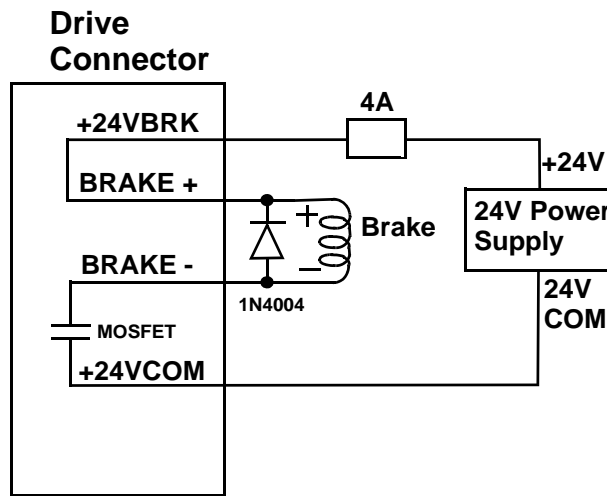 Drive
Connector
4A
+24VBRK
+24V
BRAKE +
+
Brake
24V Power
Supply
BRAKE -
–
1N4004
24V
COM
MOSFET
+24VCOM